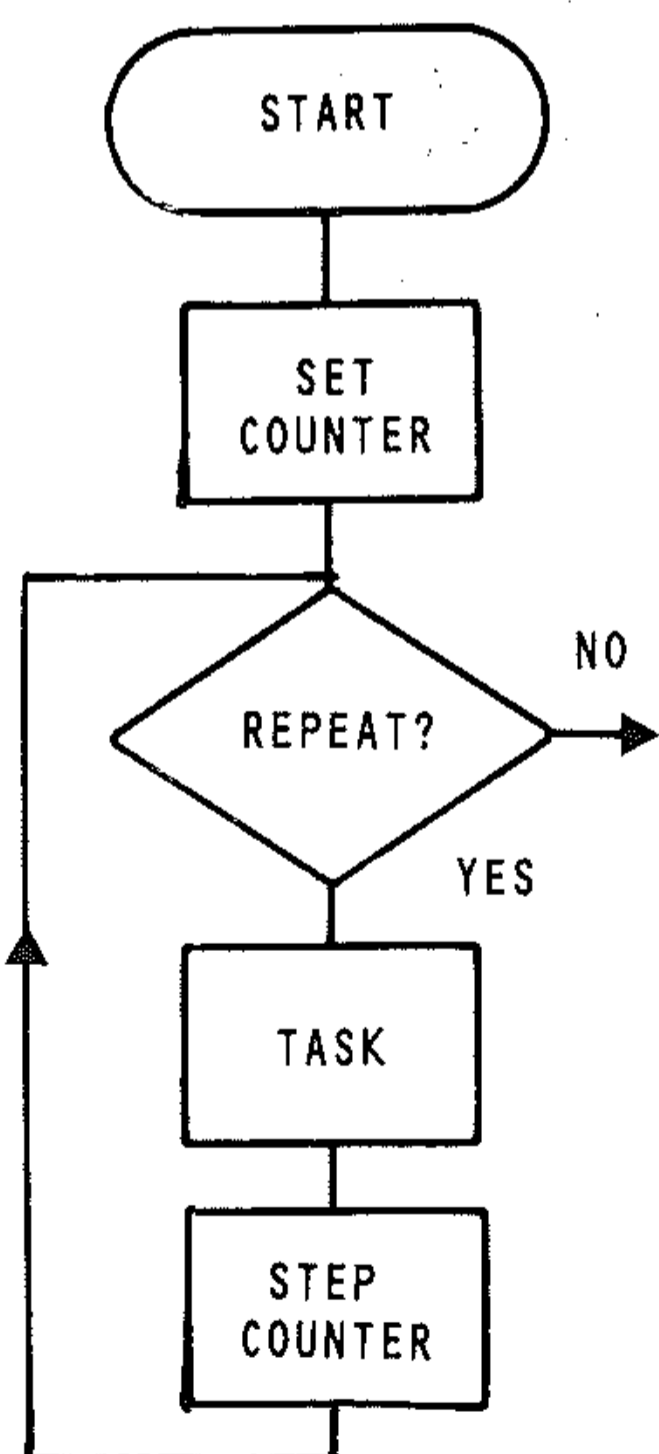 START
SET
COUNTER
REPEAT?
NO
YES
TASK
STEP
COUNTER